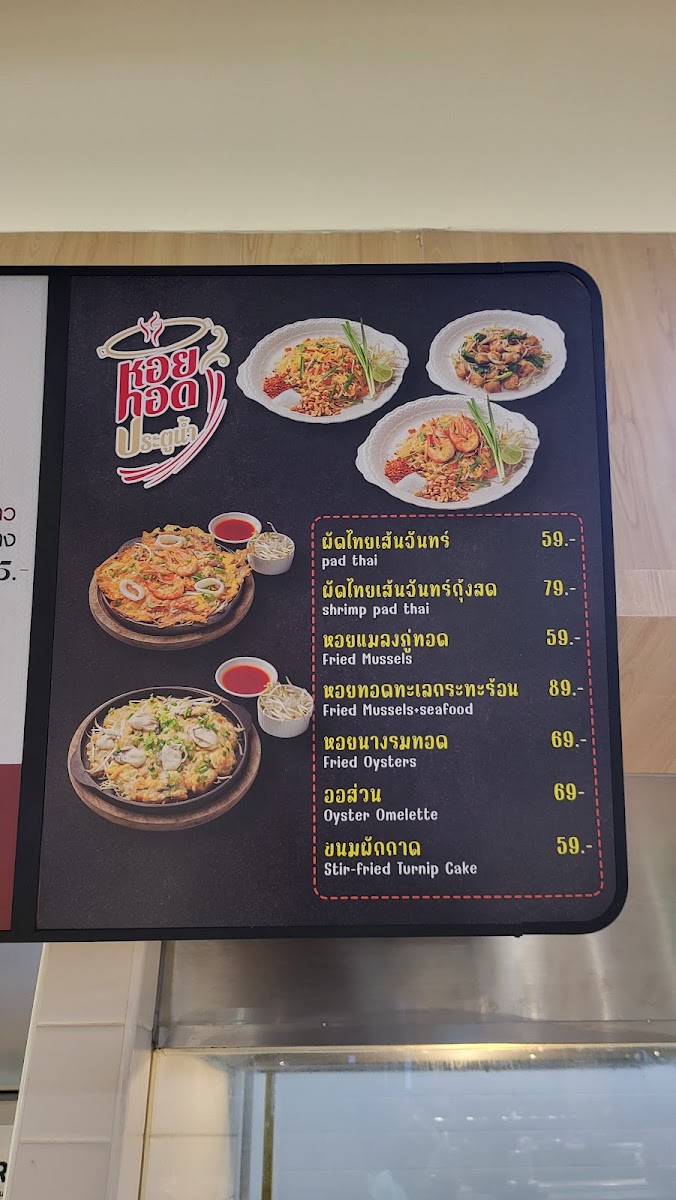 หอย
ทอด
ประตูน้ำ
ว
าง
5.-
ผัดไทยเส้นจันทร์ 59.-
pad thai
ผัดไทยเส้นจันทร์กุ้งสด 79.-
shrimp pad thai
หอยแมลงภู่ทอด 59.-
Fried Mussels
หอยทอดทะเลกระทะร้อน 89.-
Fried Mussels+seafood
หอยนางรมทอด 69.-
Fried Oysters
ออส่วน 69-
Oyster Omelette
ขนมผักกาด 59.-
Stir-fried Turnip Cake
R